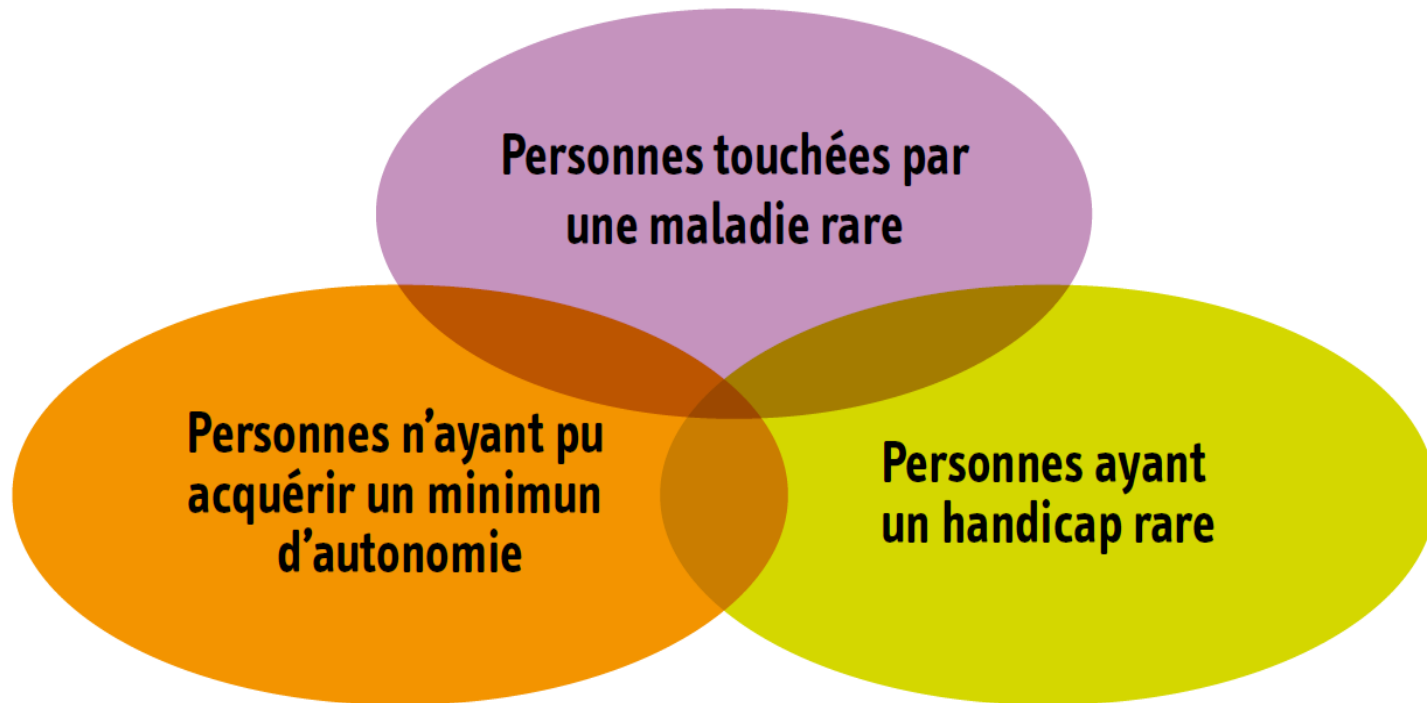 Personnes touchées par
une maladie rare
Personnes n'ayant pu
acquérir un minimun
d'autonomie
Personnes ayant
un handicap rare